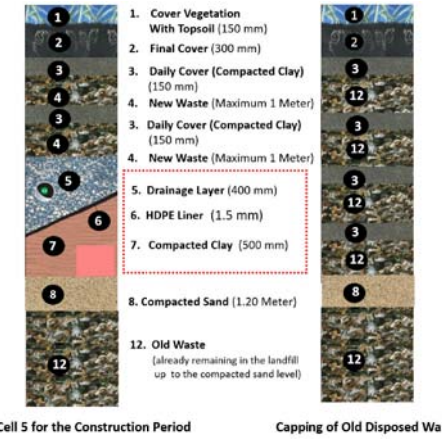 1
2
3
4
3
4
5
6
7
8
12
1. Cover Vegetation
With Topsoil (150 mm)
2. Final Cover (300 mm)
3. Daily Cover (Compacted Clay)
(150 mm)
4. New Waste (Maximum 1 Meter)
3. Daily Cover (Compacted Clay)
(150 mm)
4. New Waste (Maximum 1 Meter)
5. Drainage Layer (400 mm)
6. HDPE Liner (1.5 mm)
7. Compacted Clay (500 mm)
8. Compacted Sand (1.20 Meter)
12. Old Waste
(already remaining in the landfill
up to the compacted sand level)
1
2
3
12
3
12
3
12
3
12
8
12
Cell 5 for the Construction Period
Capping of Old Disposed Wa